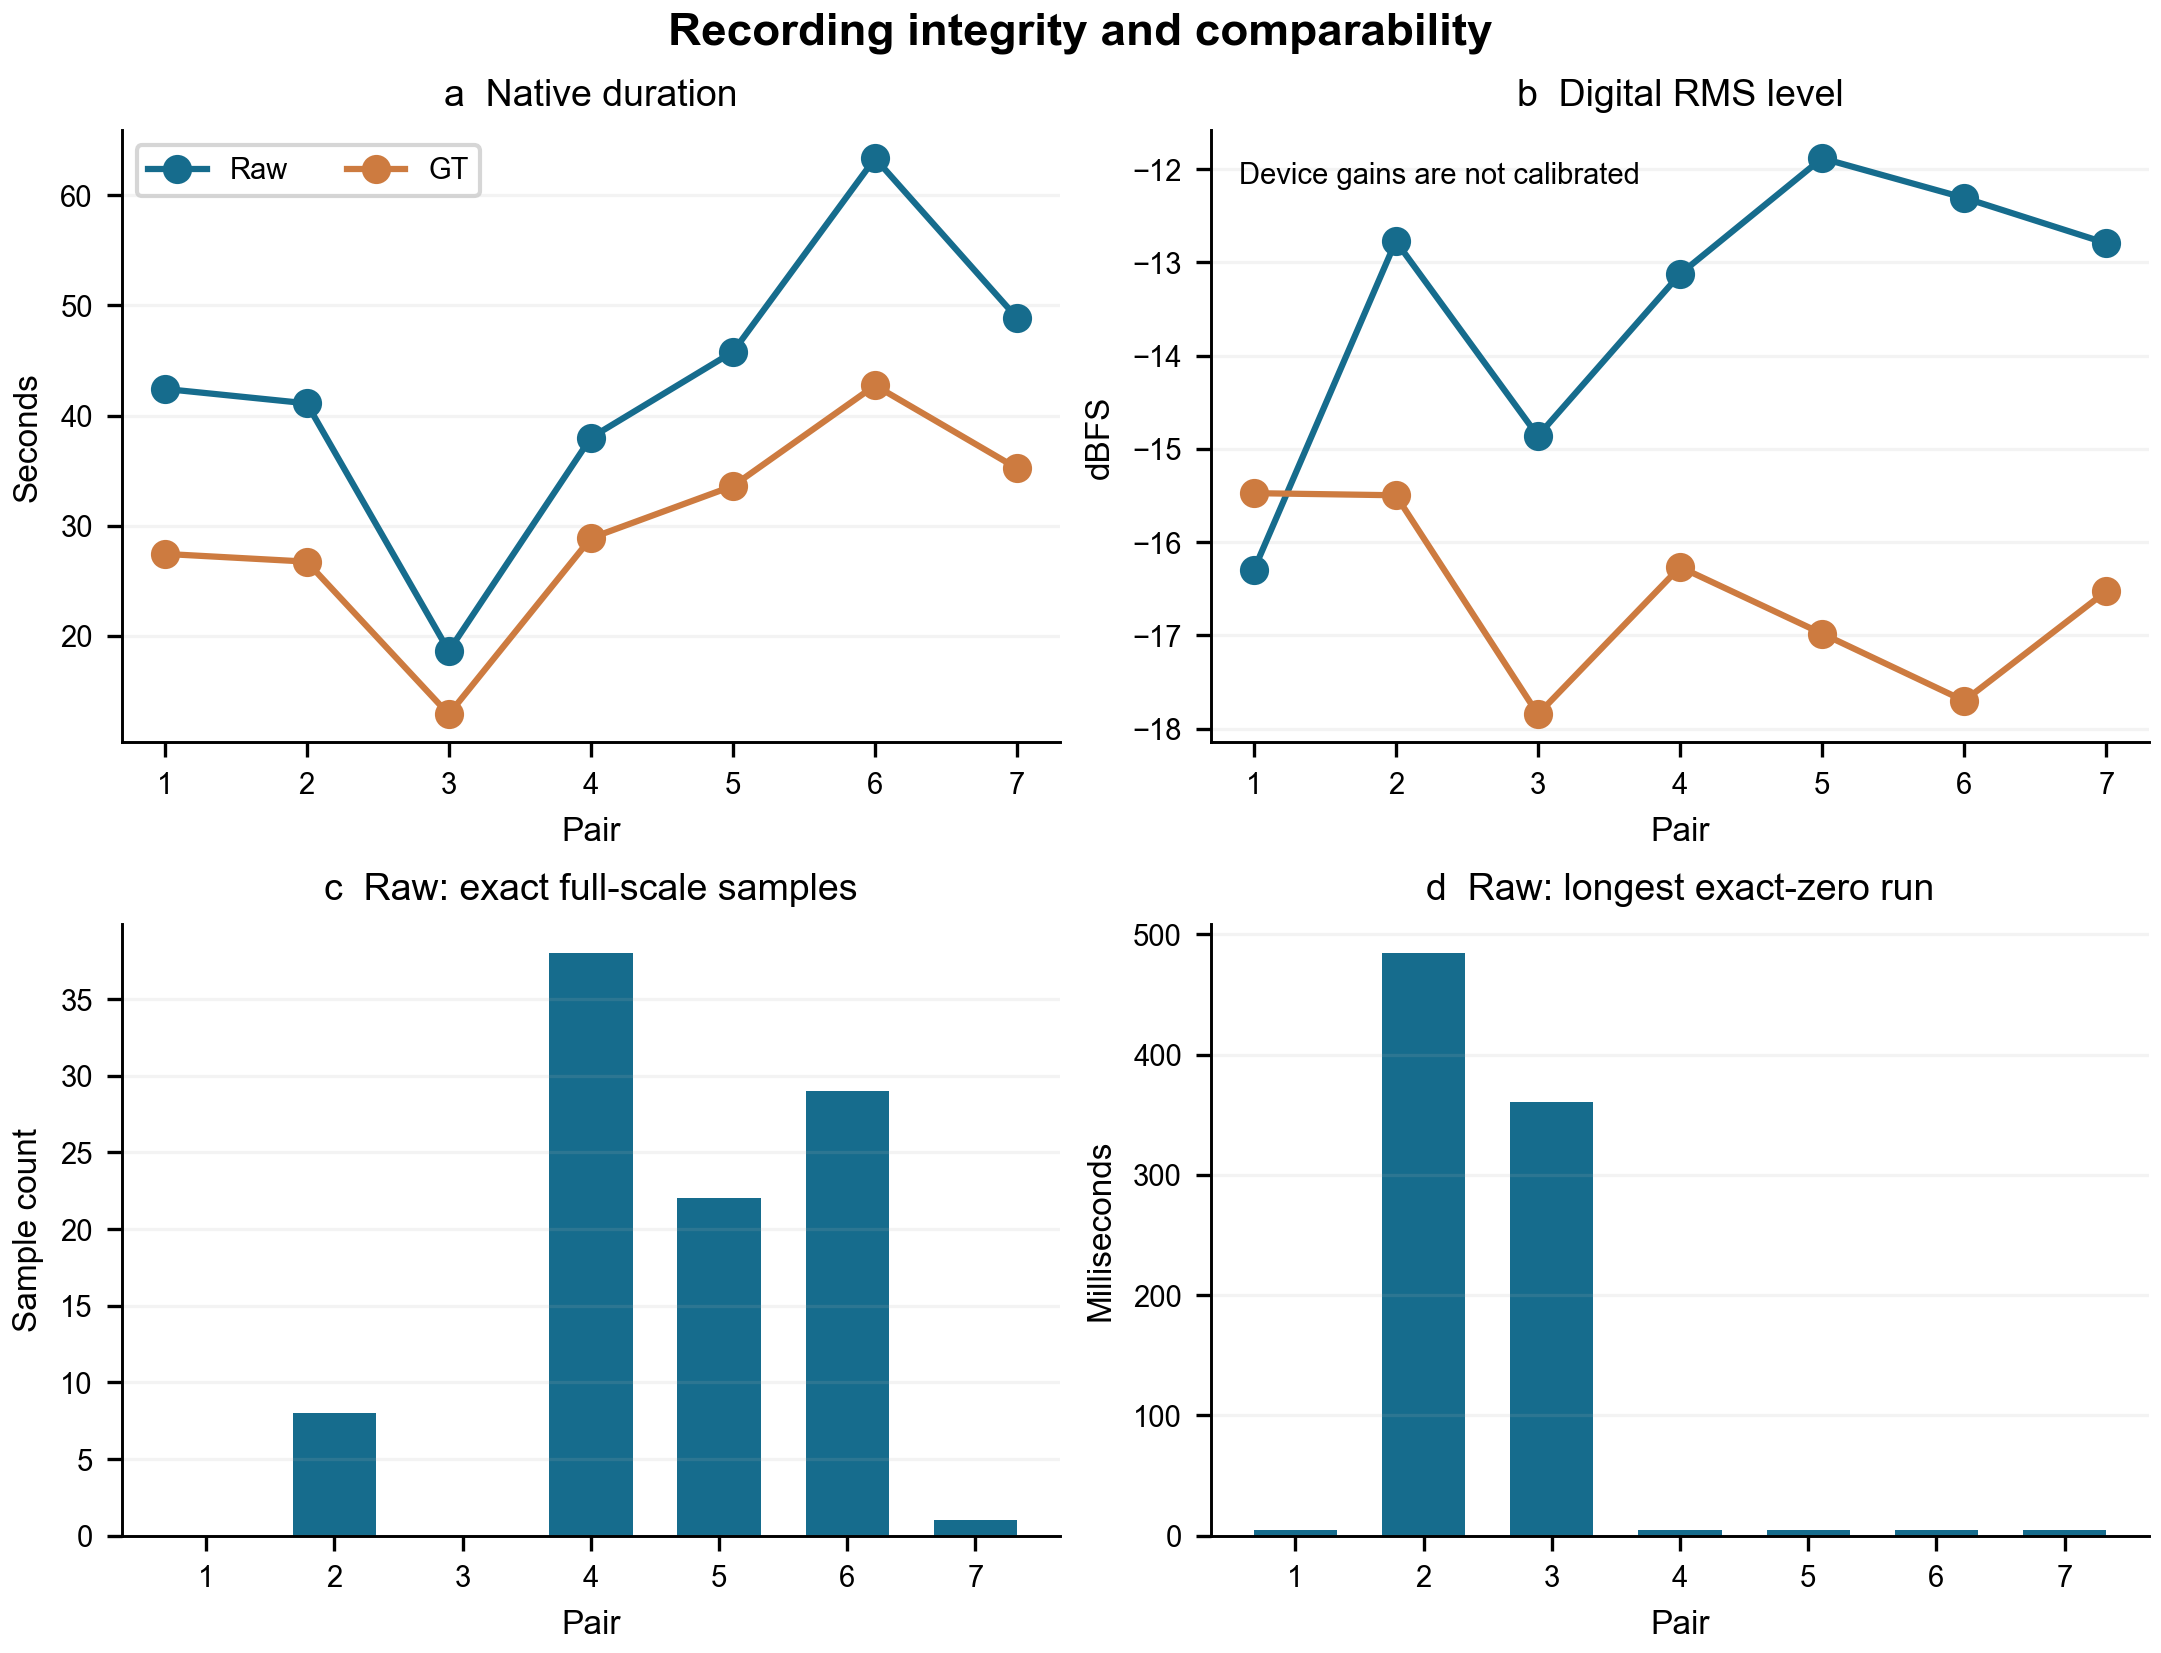 Recording integrity and comparability
a  Native duration
Raw
GT
60
50
40
30
20
Seconds
1 2 3 4 5 6 7
Pair
b  Digital RMS level
Device gains are not calibrated
−12
−13
−14
−15
−16
−17
−18
dBFS
1 2 3 4 5 6 7
Pair
c  Raw: exact full-scale samples
35
30
25
20
15
10
5
0
Sample count
1 2 3 4 5 6 7
Pair
d  Raw: longest exact-zero run
500
400
300
200
100
0
Milliseconds
1 2 3 4 5 6 7
Pair